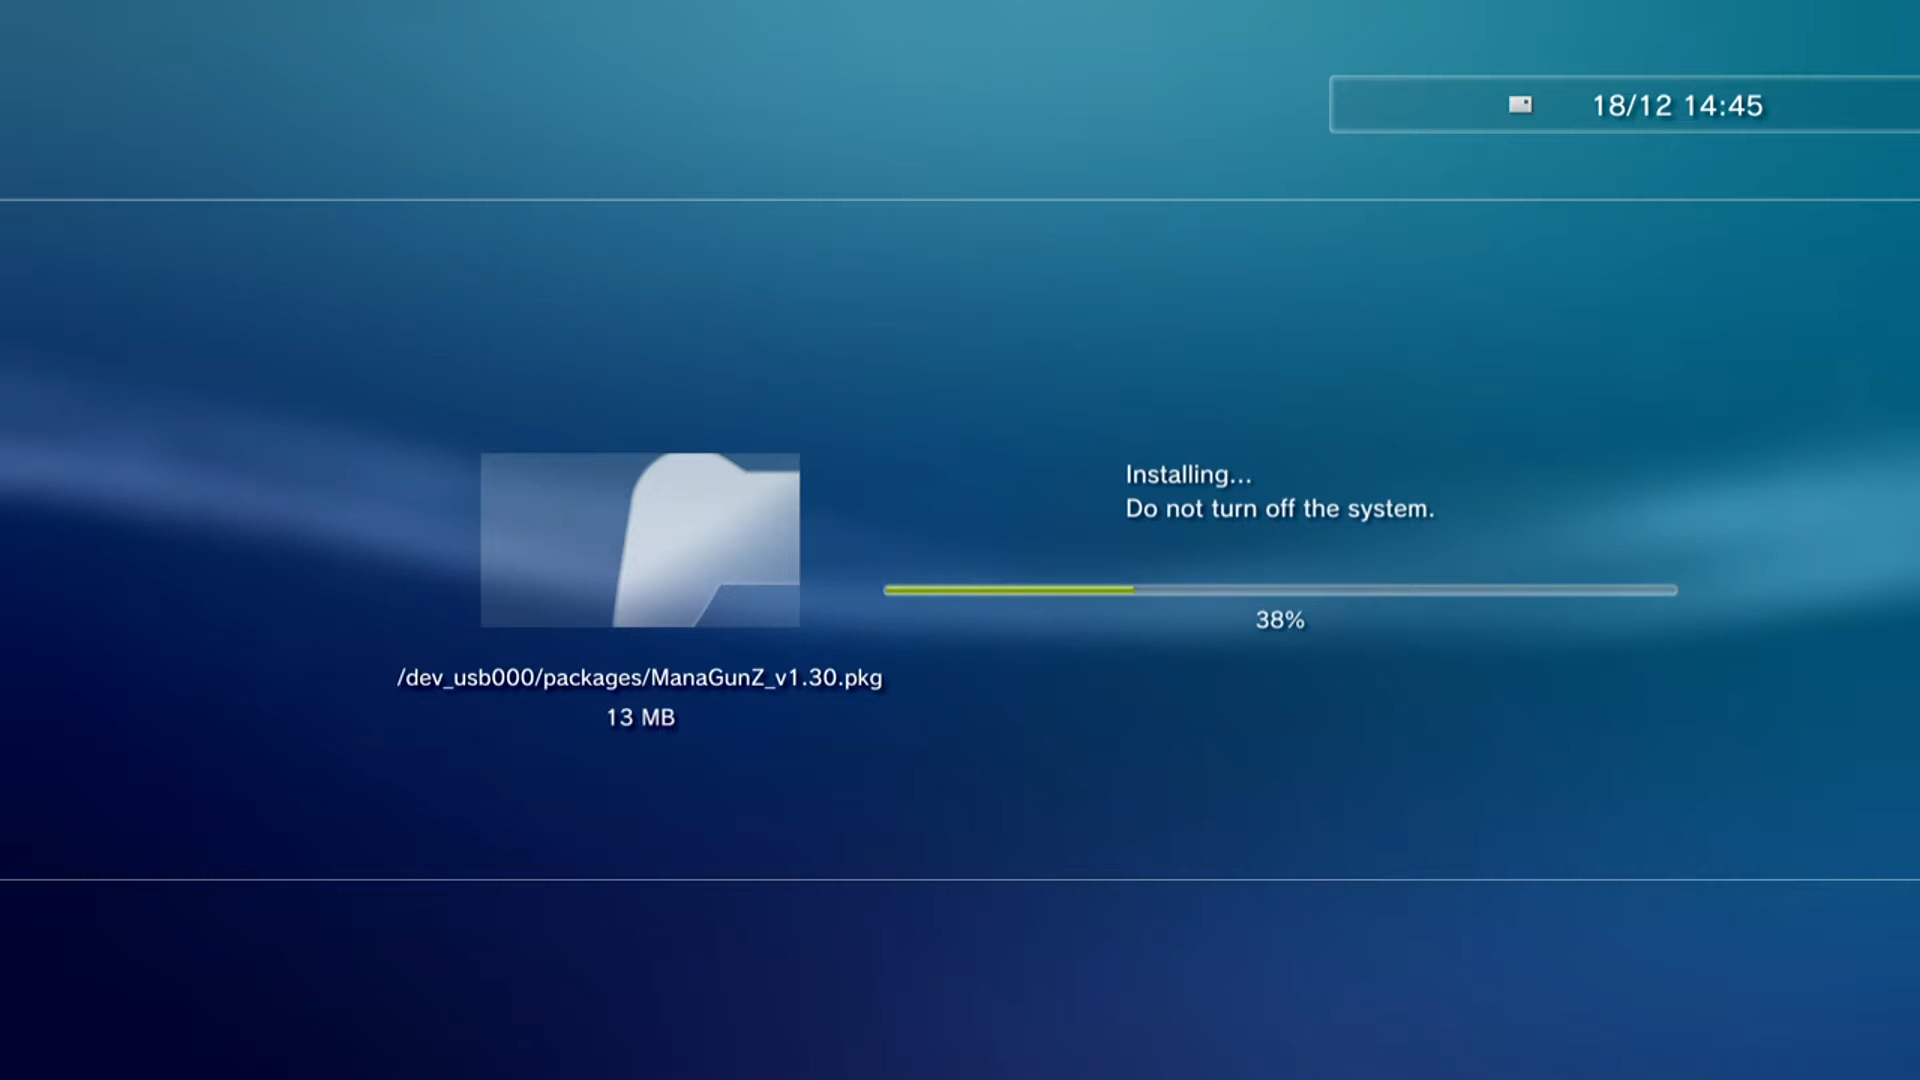 18/12 14:45
Installing...
Do not turn off the system.
38%
/dev_usb000/packages/ManaGunZ_v1.30.pkg
13 MB